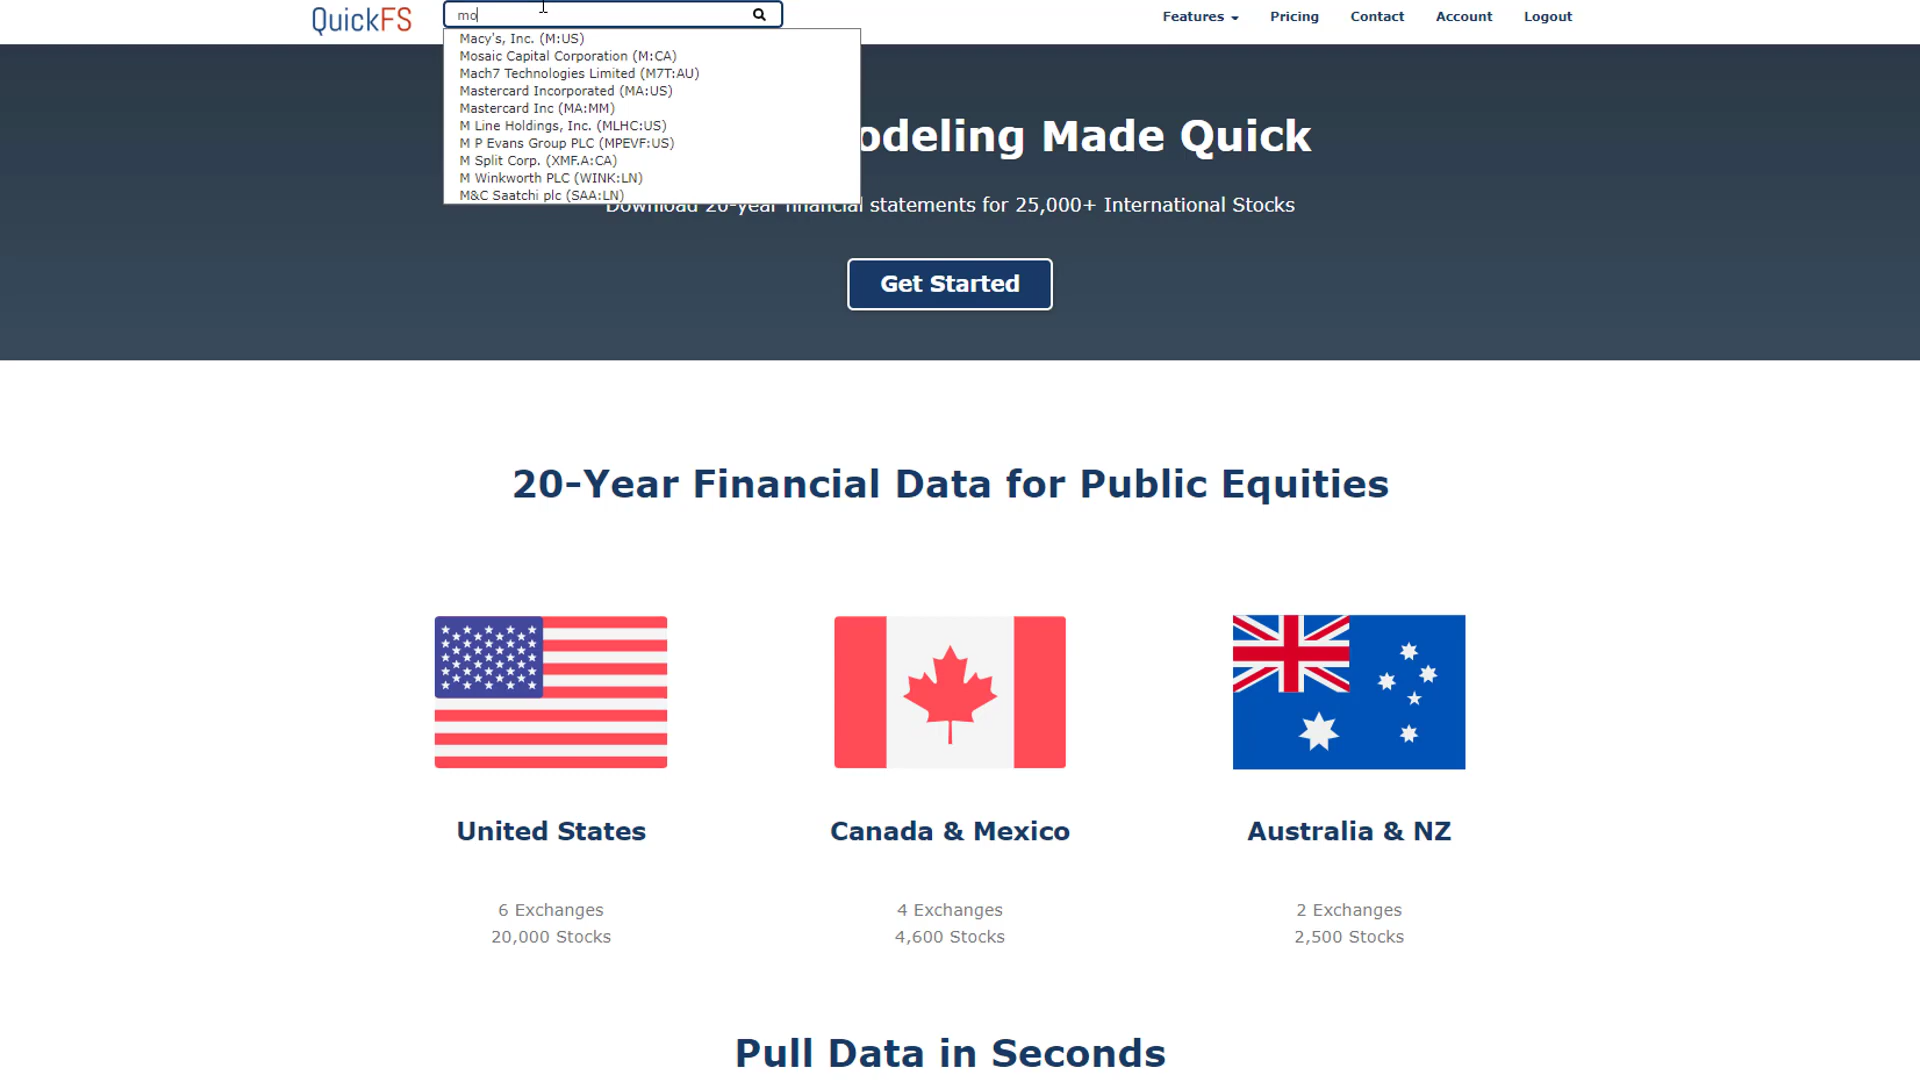 QuickFS
mo
Features
Pricing
Contact
Account
Logout
Macy's, Inc. (M:US)
Mosaic Capital Corporation (M:CA)
Mach7 Technologies Limited (M7T:AU)
Mastercard Incorporated (MA:US)
Mastercard Inc (MA:MM)
M Line Holdings, Inc. (MLHC:US)
M P Evans Group PLC (MPEVF:US)
M Split Corp. (XMF.A:CA)
M Winkworth PLC (WINK:LN)
M&C Saatchi plc (SAA:LN)
odeling Made Quick
Download 20-year financial statements for 25,000+ International Stocks
Get Started
20-Year Financial Data for Public Equities
United States
Canada & Mexico
Australia & NZ
6 Exchanges
4 Exchanges
2 Exchanges
20,000 Stocks
4,600 Stocks
2,500 Stocks
Pull Data in Seconds